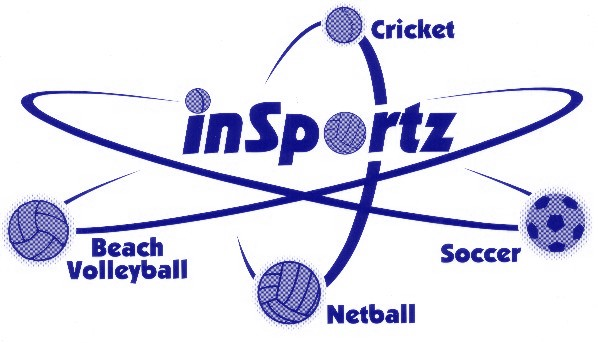 Cricket
inSportz
Beach
Volleyball
Soccer
Netball